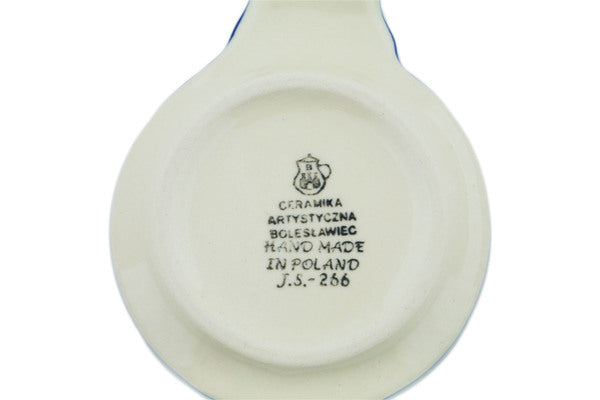 CERAMIKA
ARTYSTYCZNA
BOLESŁAWIEC
HAND MADE
IN POLAND
J.S.-266